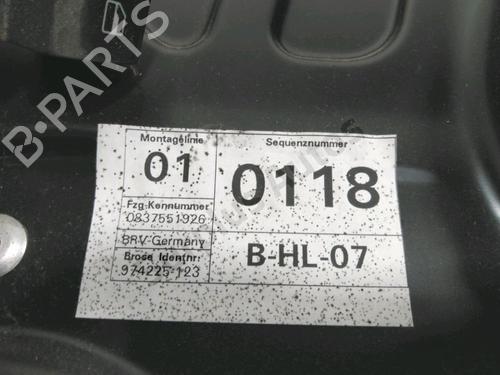 B-PARTS
Montagelinie
01
Sequenznummer
0118
Fzg-Kennummer
0837551926
BRV-Germany
Brose Identnr:
974225-123
B-HL-07